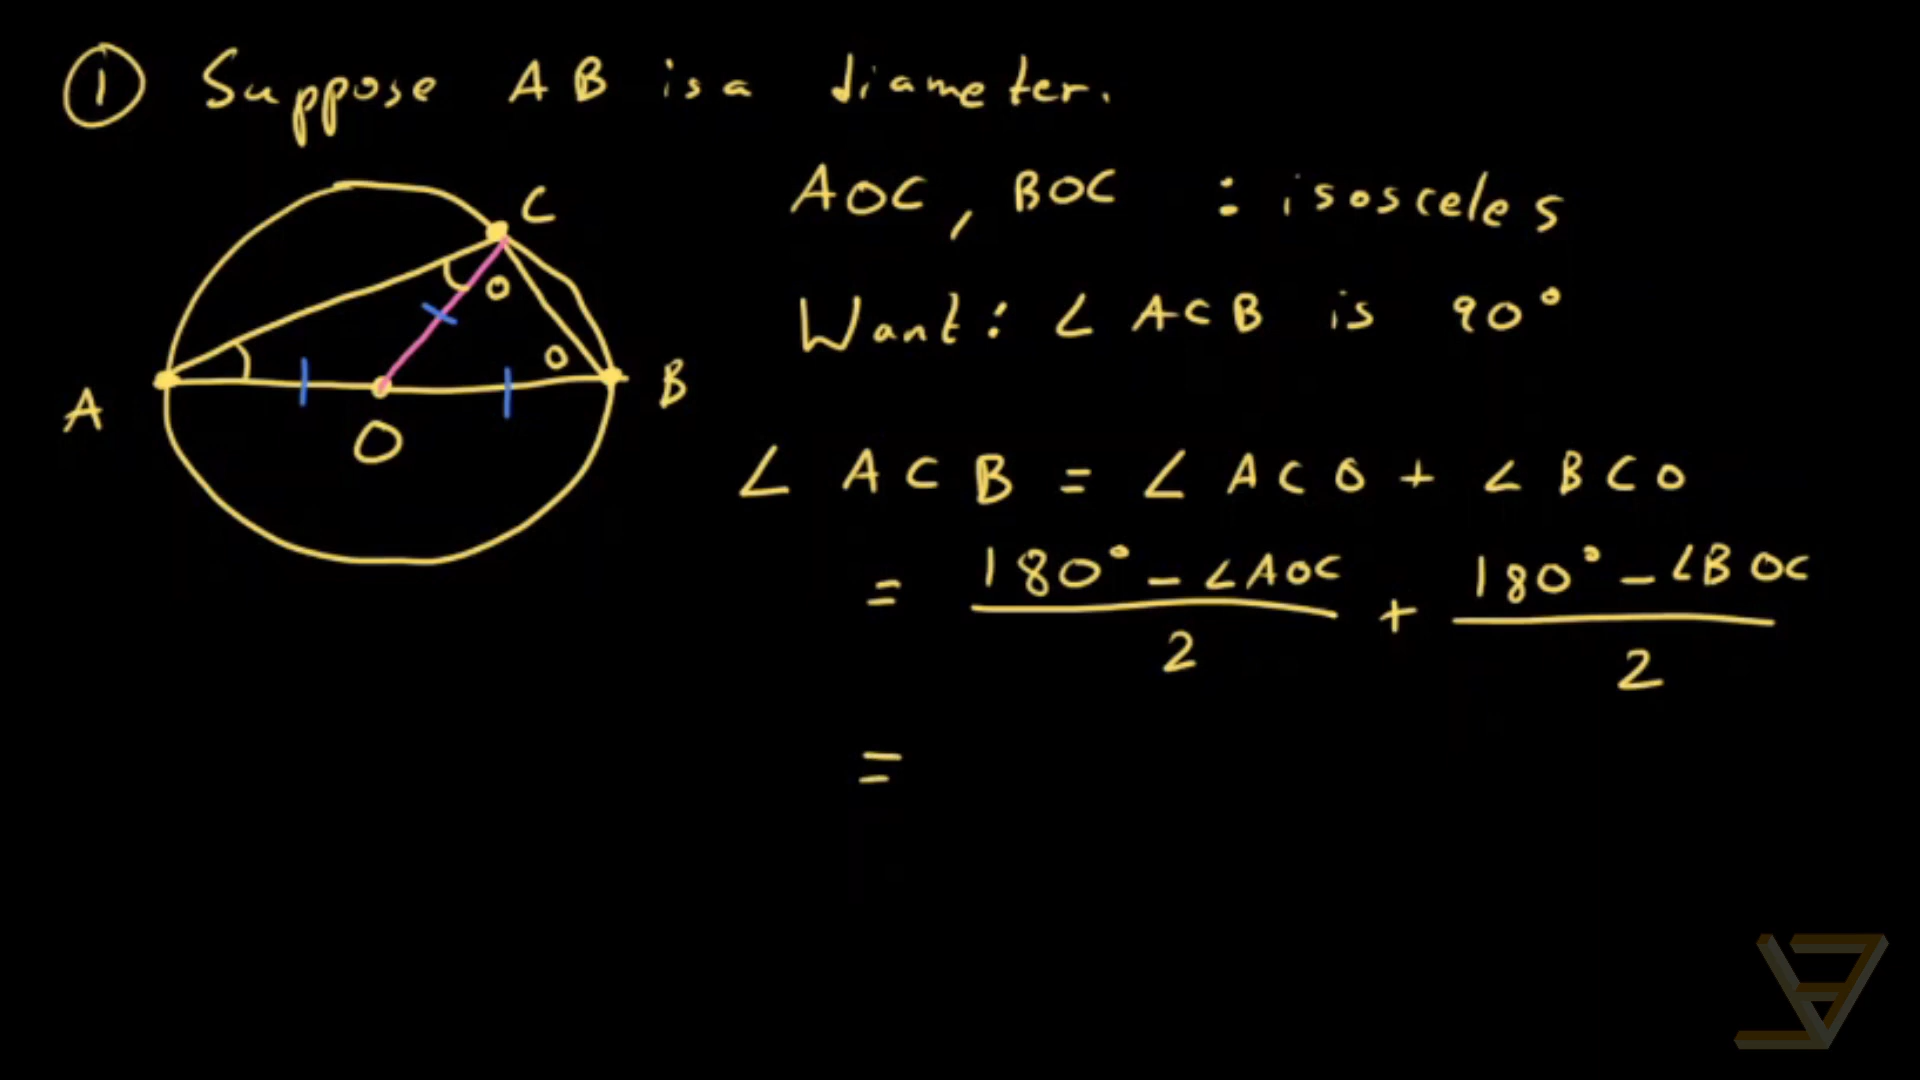 ① Suppose AB is a diameter.
AOC, BOC : isosceles
Want: ∠ACB is 90°
C
A
O
B
∠ACB = ∠ACO + ∠BCO
= (180° - ∠AOC)/2 + (180° - ∠BOC)/2
=